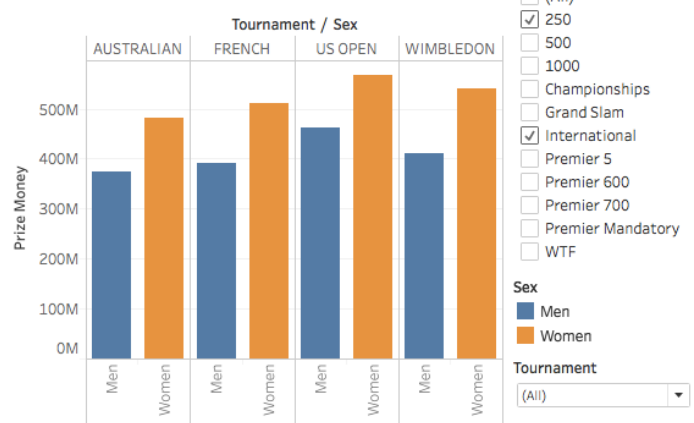 Tournament / Sex
AUSTRALIAN FRENCH US OPEN WIMBLEDON
Prize Money
500M
400M
300M
200M
100M
0M
Men Women Men Women Men Women Men Women
(All)
250
500
1000
Championships
Grand Slam
International
Premier 5
Premier 600
Premier 700
Premier Mandatory
WTF
Sex
Men
Women
Tournament
(All)